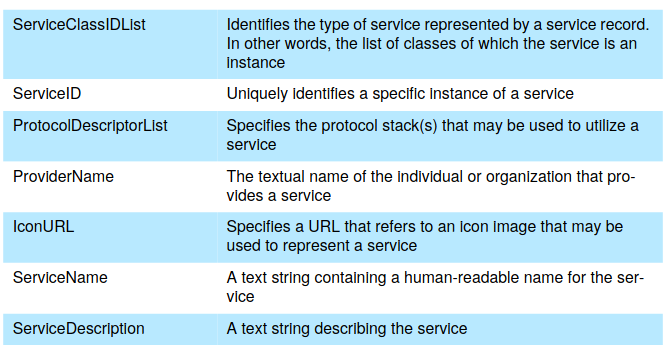 ServiceClassIDList Identifies the type of service represented by a service record.
In other words, the list of classes of which the service is an
instance
ServiceID Uniquely identifies a specific instance of a service
ProtocolDescriptorList Specifies the protocol stack(s) that may be used to utilize a
service
ProviderName The textual name of the individual or organization that pro-
vides a service
IconURL Specifies a URL that refers to an icon image that may be
used to represent a service
ServiceName A text string containing a human-readable name for the ser-
vice
ServiceDescription A text string describing the service